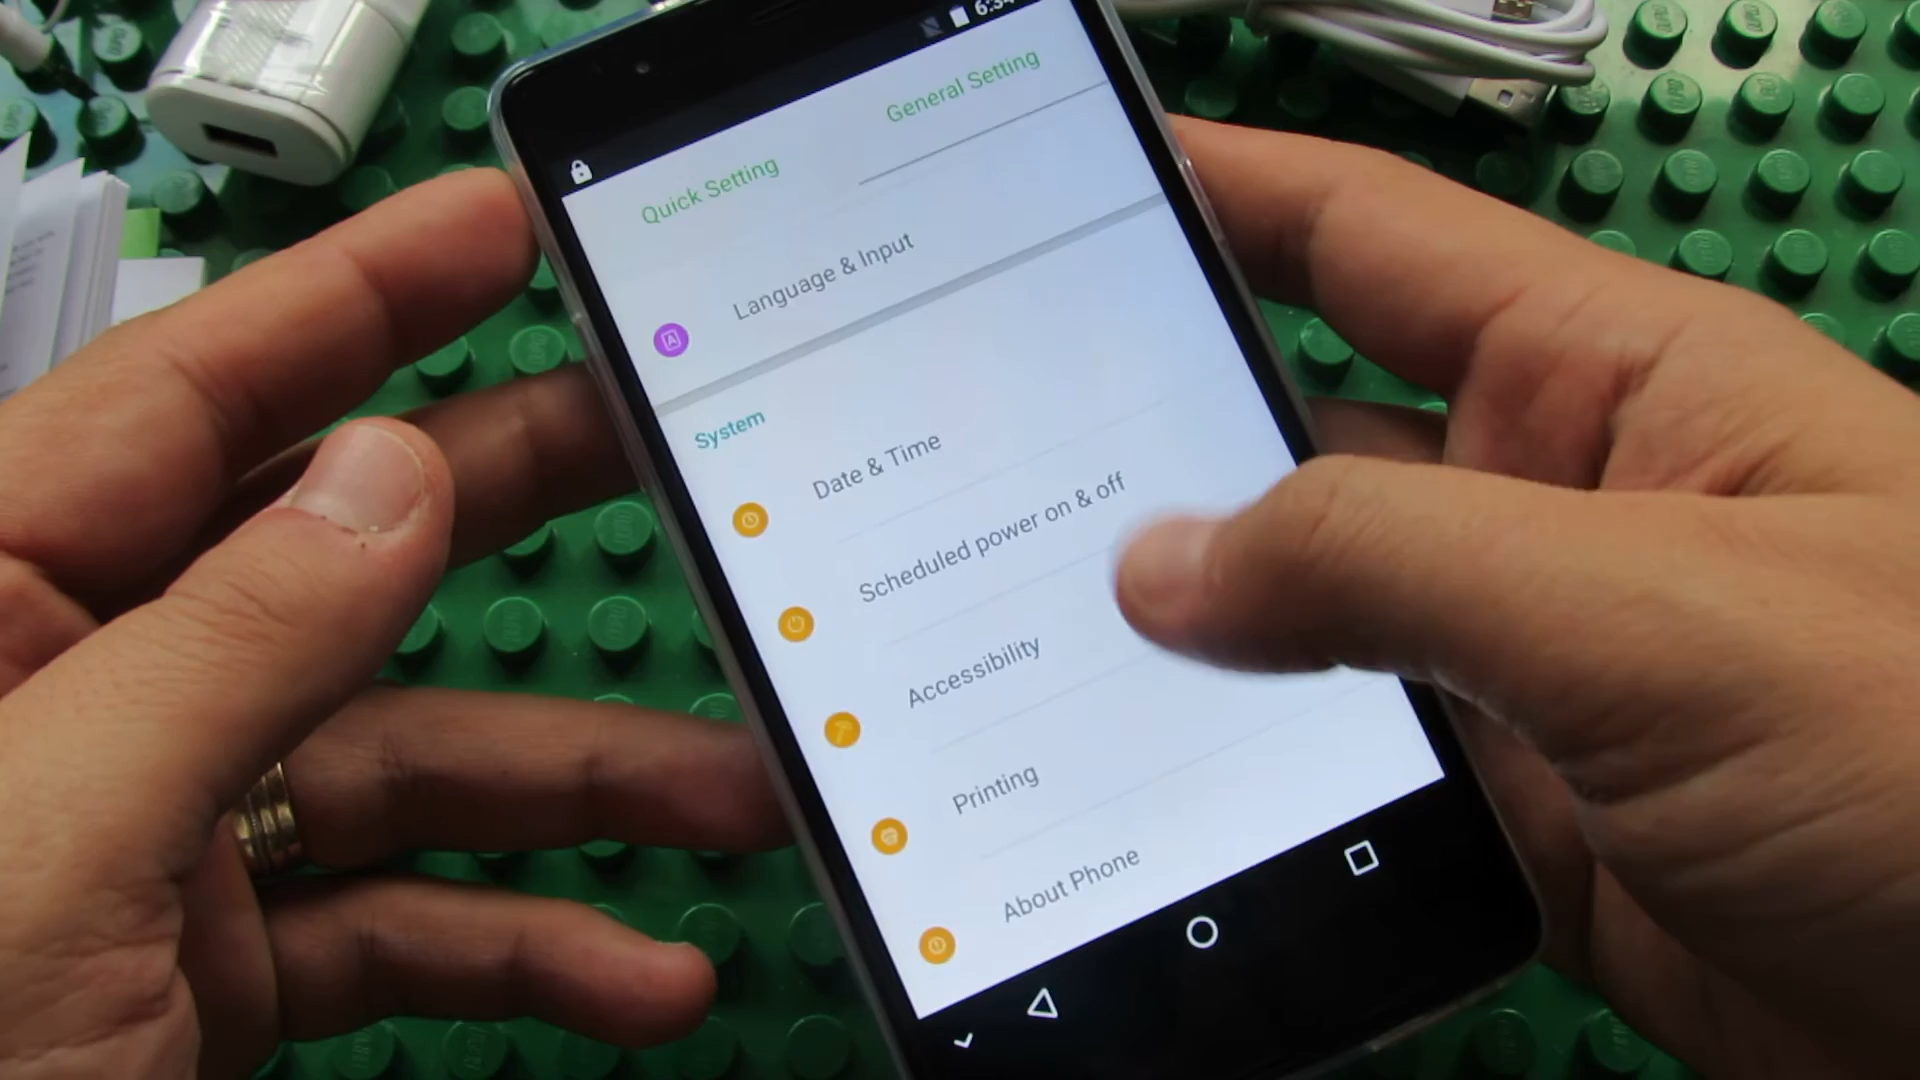 Quick Setting
General Setting
Language & Input
System
Date & Time
Scheduled power on & off
Accessibility
Printing
About Phone